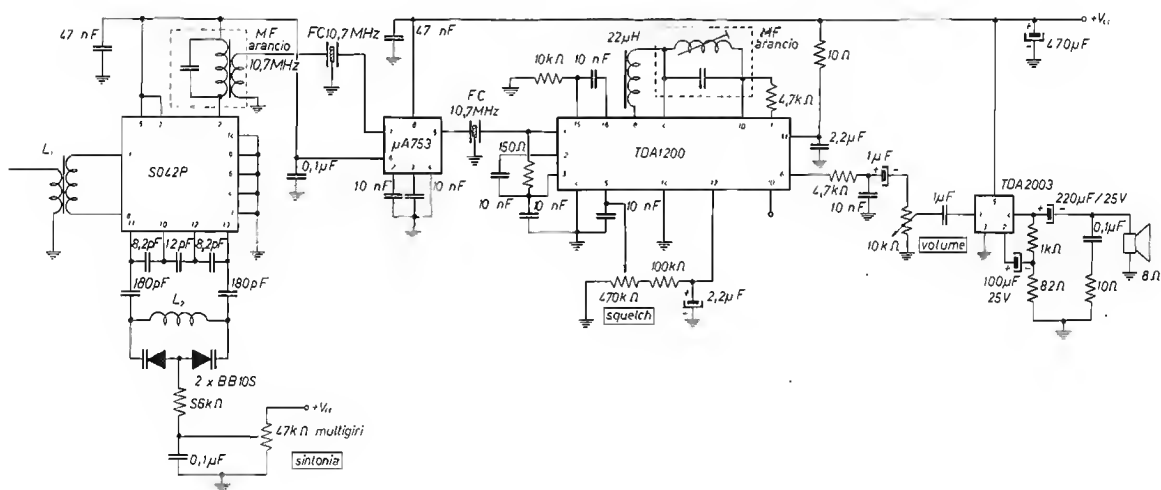 47 nF
MF
arancio
10,7MHz
FC 10,7 MHz
47 nF
+Vcc
470µF
S042P
L1
0,1µF
µA753
10 nF
10 nF
FC
10,7MHz
10kΩ
10 nF
22µH
MF
arancio
4,7kΩ
10Ω
2,2µF
150Ω
TDA1200
10 nF
10 nF
10 nF
4,7kΩ
1µF
10 nF
10kΩ
volume
1µF
TDA2003
220µF/25V
1kΩ
0,1µF
8Ω
100µF
25V
82Ω
10Ω
470kΩ
100kΩ
squelch
2,2µF
8,2pF
12pF
8,2pF
180pF
180pF
L2
2 x BB105
56kΩ
+Vcc
47kΩ multigiri
0,1µF
sintonia